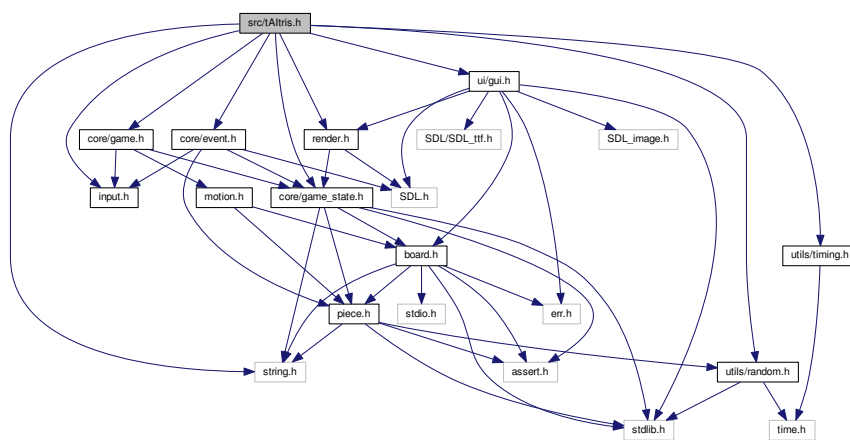 src/tAItris.h
ui/gui.h
core/game.h
core/event.h
render.h
SDL/SDL_ttf.h
SDL_image.h
input.h
motion.h
core/game_state.h
SDL.h
board.h
utils/timing.h
piece.h
stdio.h
err.h
string.h
assert.h
utils/random.h
stdlib.h
time.h